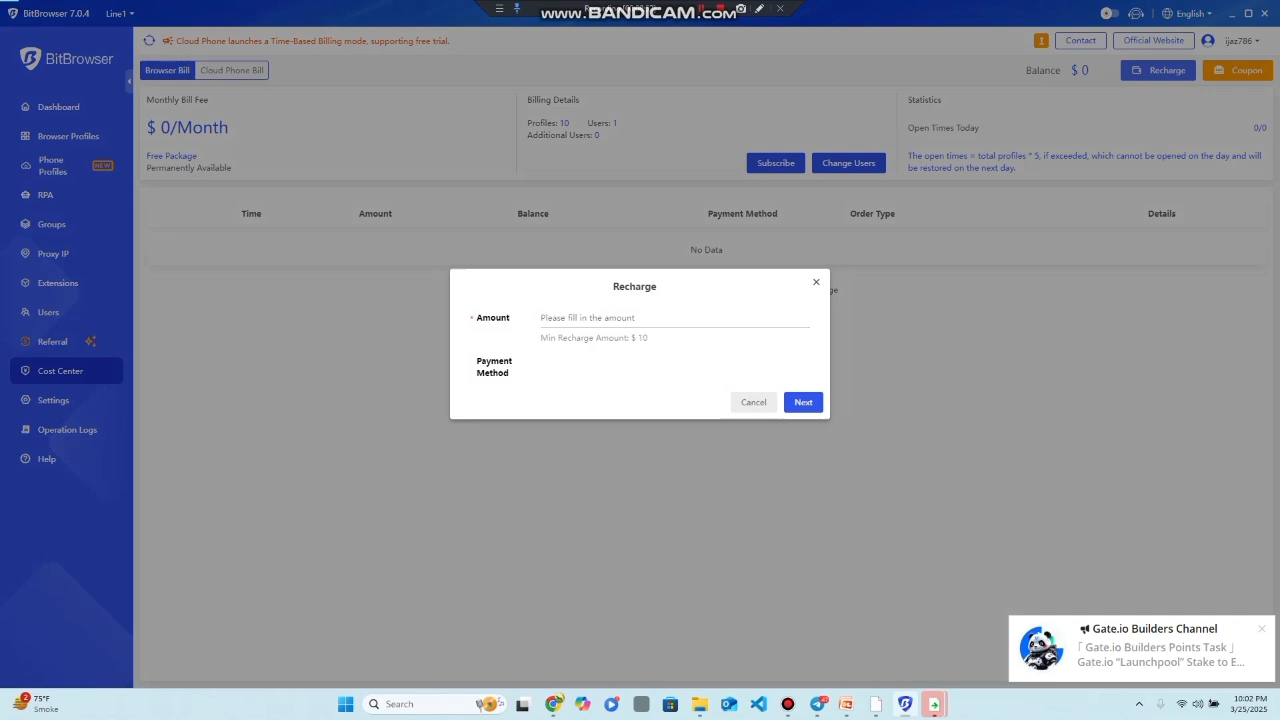 BitBrowser 7.0.4 Line1
www.BANDICAM.com
English
BitBrowser
Cloud Phone launches a Time-Based Billing mode, supporting free trial.
Contact
Official Website
ijaz786
Browser Bill
Cloud Phone Bill
Balance $ 0
Recharge
Coupon
Dashboard
Browser Profiles
Phone Profiles
NEW
RPA
Groups
Proxy IP
Extensions
Users
Referral
Cost Center
Settings
Operation Logs
Help
Monthly Bill Fee
$ 0/Month
Free Package
Permanently Available
Billing Details
Profiles: 10 Users: 1
Additional Users: 0
Subscribe
Change Users
Statistics
Open Times Today 0/0
The open times = total profiles * 5, if exceeded, which cannot be opened on the day and will
be restored on the next day.
Time Amount Balance Payment Method Order Type Details
No Data
Recharge
* Amount Please fill in the amount
Min Recharge Amount: $ 10
Payment
Method
Cancel
Next
Gate.io Builders Channel
「 Gate.io Builders Points Task 」
Gate.io “Launchpool” Stake to E...
2
75°F
Smoke
Search
10:02 PM
3/25/2025